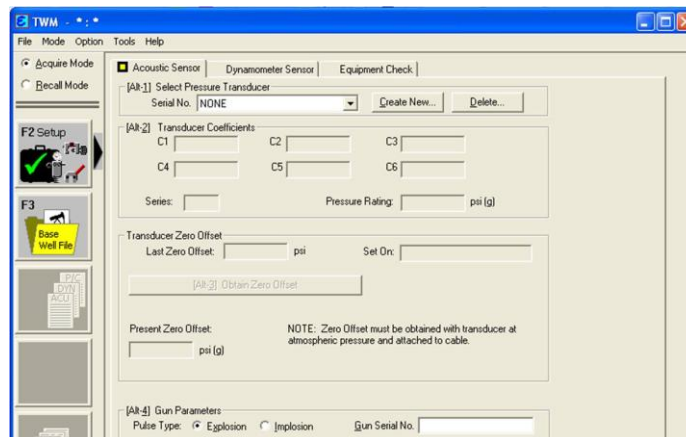 TWM - * : *
File Mode Option Tools Help
Acquire Mode
Recall Mode
F2 Setup
F3
Base
Well File
P/C
DYN
ACU
Acoustic Sensor Dynamometer Sensor Equipment Check
[Alt-1] Select Pressure Transducer
Serial No. NONE Create New... Delete...
[Alt-2] Transducer Coefficients
C1 C2 C3
C4 C5 C6
Series: Pressure Rating: psi (g)
Transducer Zero Offset
Last Zero Offset: psi Set On:
[Alt-3] Obtain Zero Offset
Present Zero Offset:
psi (g)
NOTE: Zero Offset must be obtained with transducer at
atmospheric pressure and attached to cable.
[Alt-4] Gun Parameters
Pulse Type: Explosion Implosion Gun Serial No.